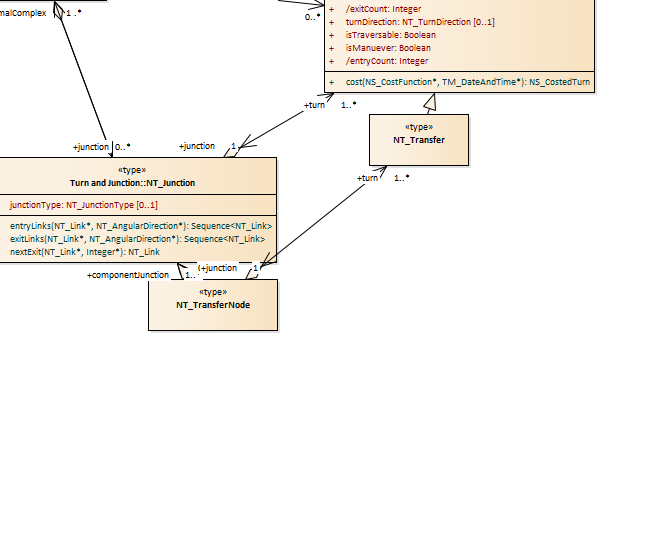 malComplex
1..*
0..*
+ /exitCount: Integer
+ turnDirection: NT_TurnDirection [0..1]
+ isTraversable: Boolean
+ isManuever: Boolean
+ /entryCount: Integer
+ cost(NS_CostFunction*, TM_DateAndTime*): NS_CostedTurn
+turn 1..*
«type»
NT_Transfer
+junction 0..*
+junction 1
«type»
Turn and Junction::NT_Junction
junctionType: NT_JunctionType [0..1]
entryLinks(NT_Link*, NT_AngularDirection*): Sequence<NT_Link>
exitLinks(NT_Link*, NT_AngularDirection*): Sequence<NT_Link>
nextExit(NT_Link*, Integer*): NT_Link
+turn 1..*
+componentJunction 1..
(+junction 1
«type»
NT_TransferNode